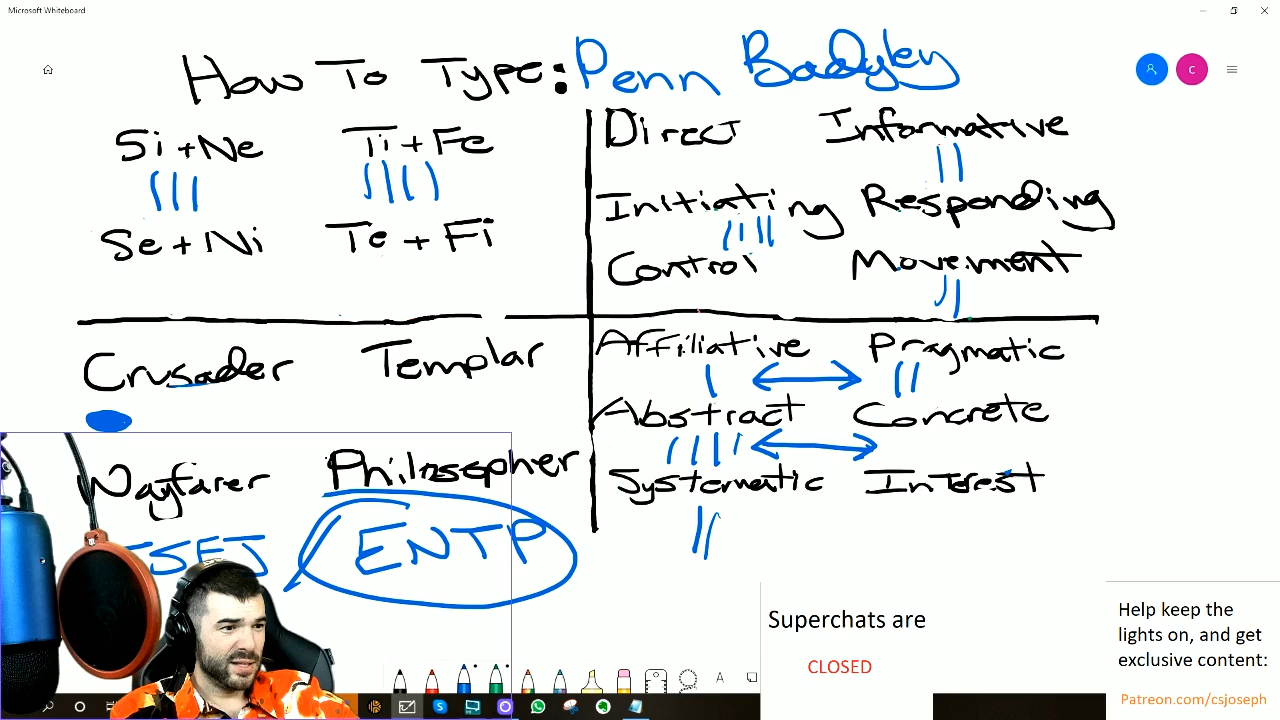 Microsoft Whiteboard
How To Type: Penn Badgley
Si + Ne Ti + Fe
Se + Ni Te + Fi
Direct Informative
Initiating Responding
Control Movement
Crusader Templar
Wayfarer Philosopher
ENTP
Affiliative Pragmatic
Abstract Concrete
Systematic Interest
C
A
Superchats are
CLOSED
Help keep the
lights on, and get
exclusive content:
Patreon.com/csjoseph